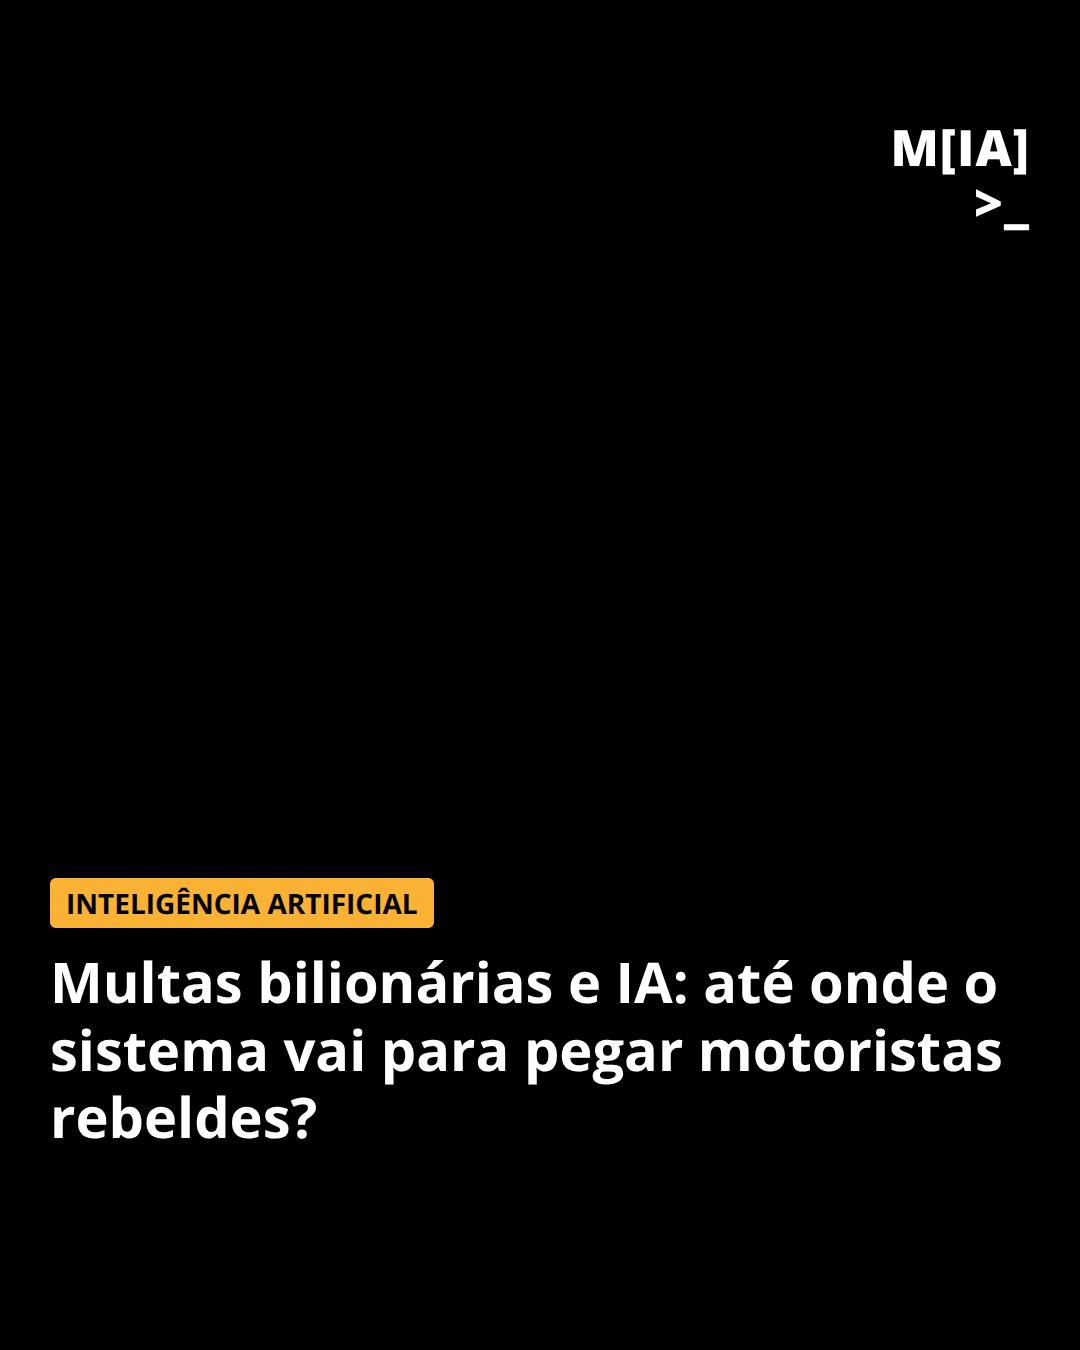 M[IA]
>_
INTELIGÊNCIA ARTIFICIAL
Multas bilionárias e IA: até onde o
sistema vai para pegar motoristas
rebeldes?